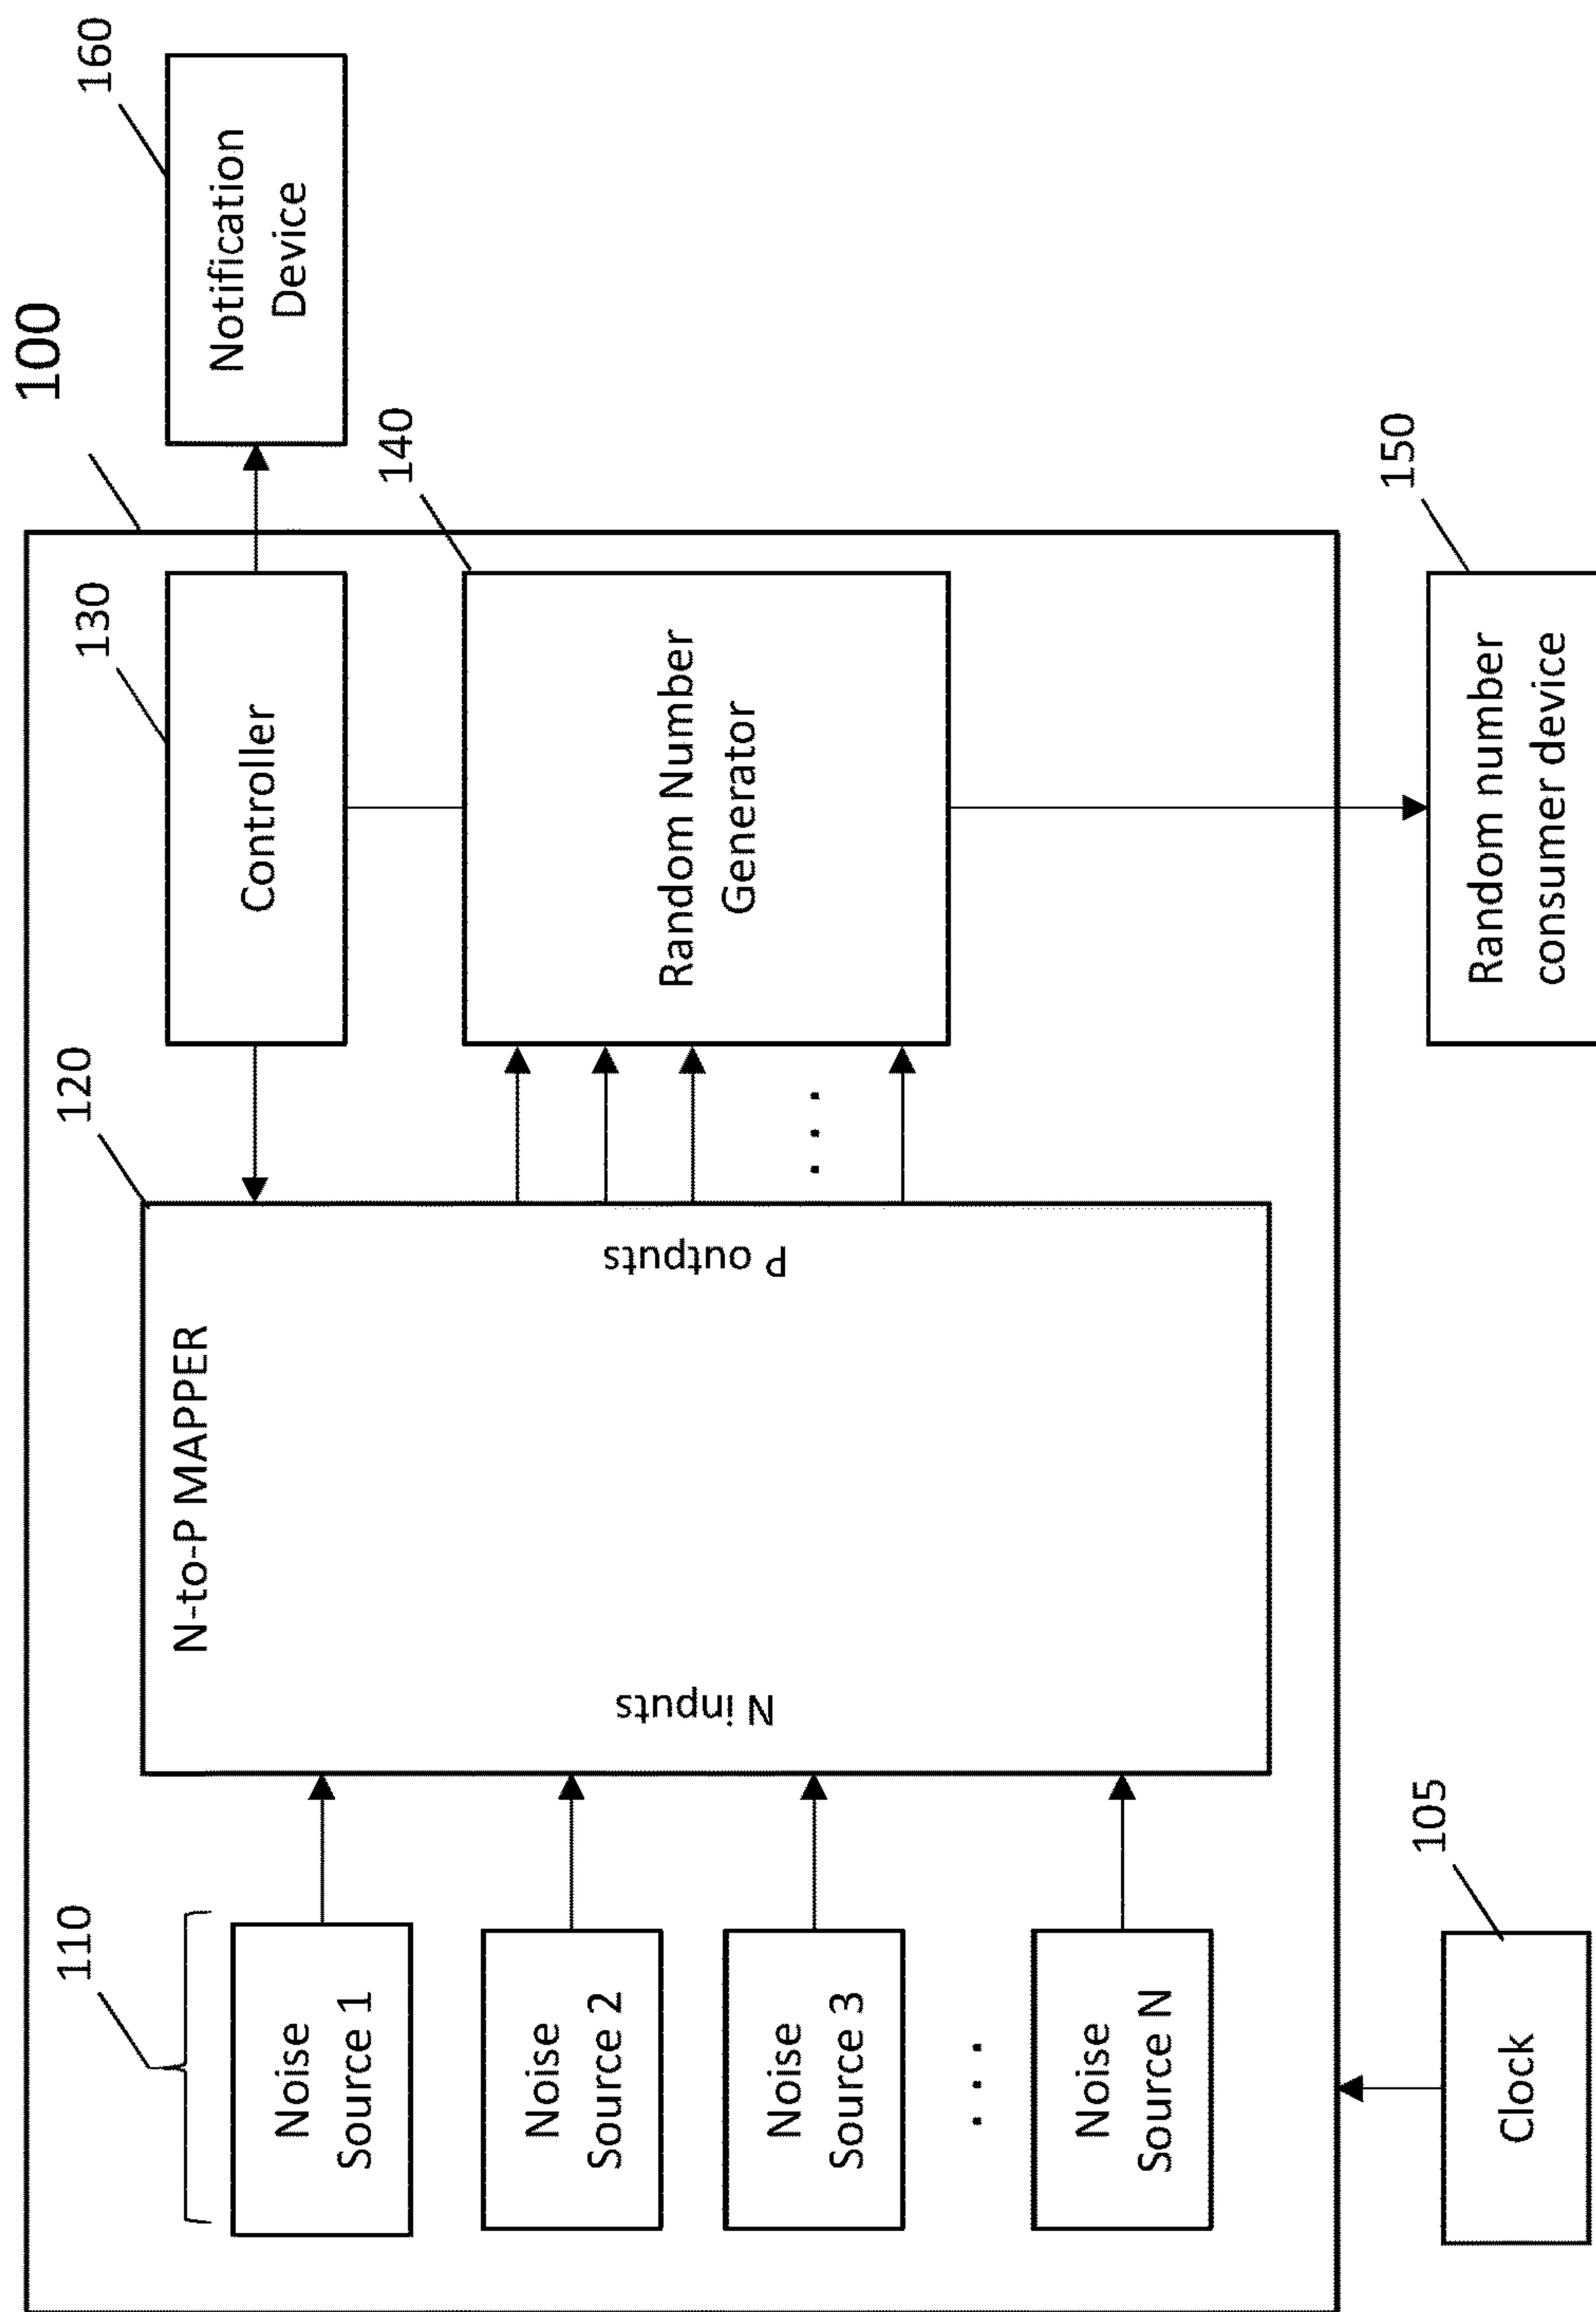 100
110
120
130
160
Noise
Source 1
N-to-P MAPPER
Controller
Notification
Device
140
Noise
Source 2
Noise
Source 3
. . .
Noise
Source N
N inputs
P outputs
. . .
Random Number
Generator
105
150
Clock
Random number
consumer device